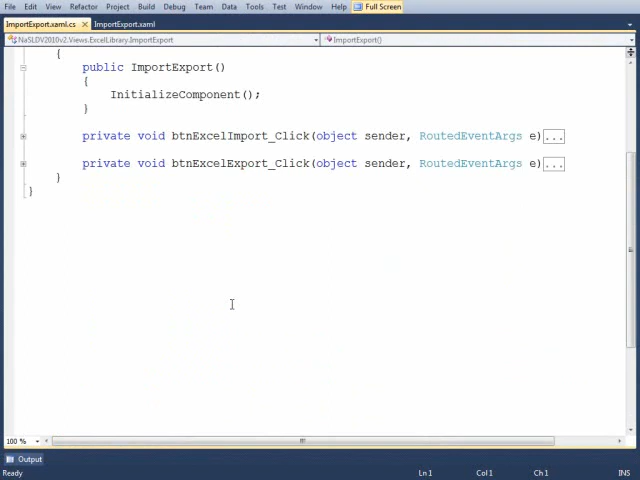 File Edit View Refactor Project Build Debug Team Data Tools Test Window Help Full Screen
ImportExport.xaml.cs ImportExport.xaml
NaSLDV2010v2.Views.ExcelLibrary.ImportExport ImportExport()
{
public ImportExport()
{
InitializeComponent();
}
private void btnExcelImport_Click(object sender, RoutedEventArgs e)...
private void btnExcelExport_Click(object sender, RoutedEventArgs e)...
}
}
100 %
Output
Ready Ln 1 Col 1 Ch 1 INS